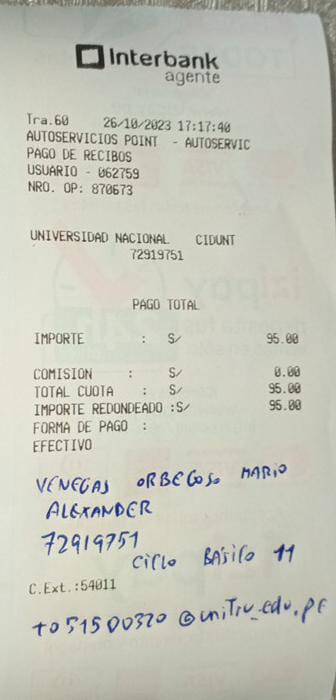 Interbank
agente
Tra.60 26/10/2023 17:17:40
AUTOSERVICIOS POINT - AUTOSERVIC
PAGO DE RECIBOS
USUARIO - 062759
NRO. OP: 870673
UNIVERSIDAD NACIONAL CIDUNT
72919751
PAGO TOTAL
IMPORTE : S/ 95.00
COMISION : S/ 0.00
TOTAL CUOTA : S/ 95.00
IMPORTE REDONDEADO :S/ 95.00
FORMA DE PAGO :
EFECTIVO
VENEGAS ORBEGOSO MARIO
ALEXANDER
72919751
CIClO BÁSICO 11
C.Ext.:54011
t051500320@unitru.edu.pe